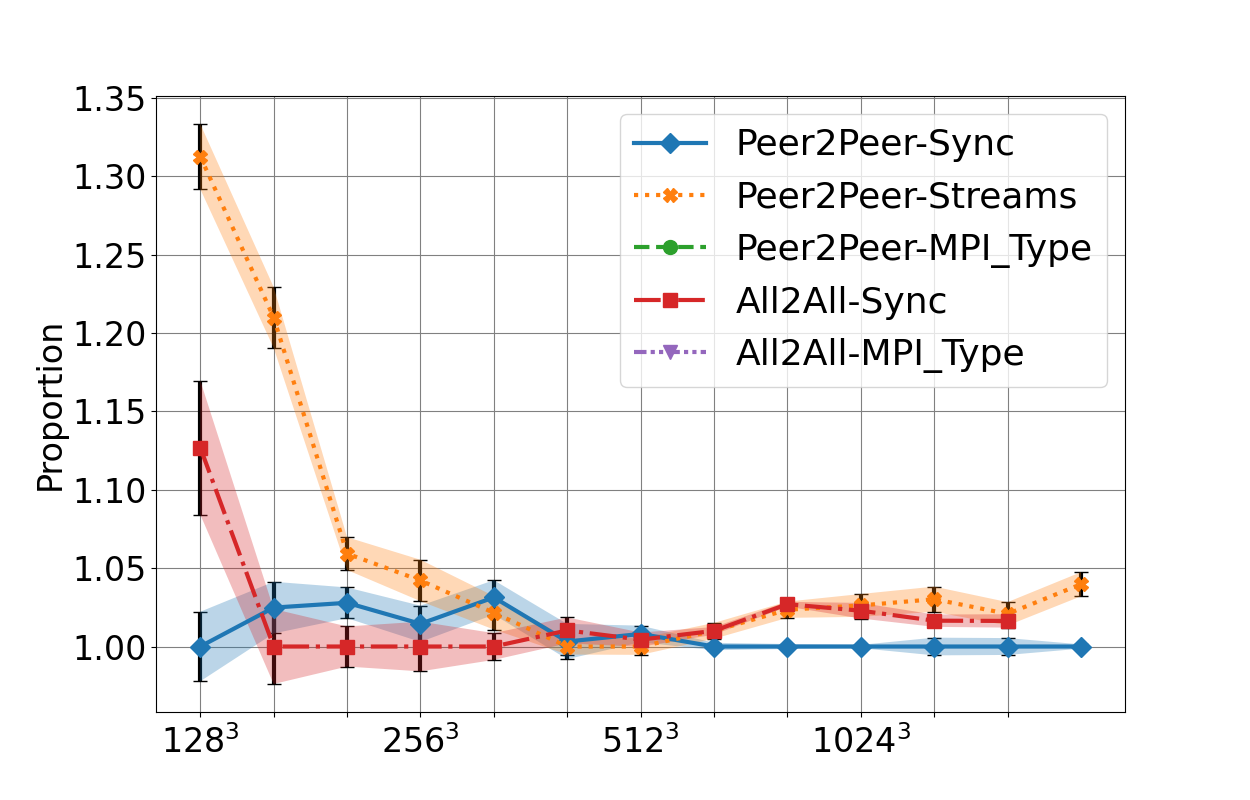 1.35
1.30
1.25
1.20
1.15
1.10
1.05
1.00
Proportion
Peer2Peer-Sync
Peer2Peer-Streams
Peer2Peer-MPI_Type
All2All-Sync
All2All-MPI_Type
128³ 256³ 512³ 1024³